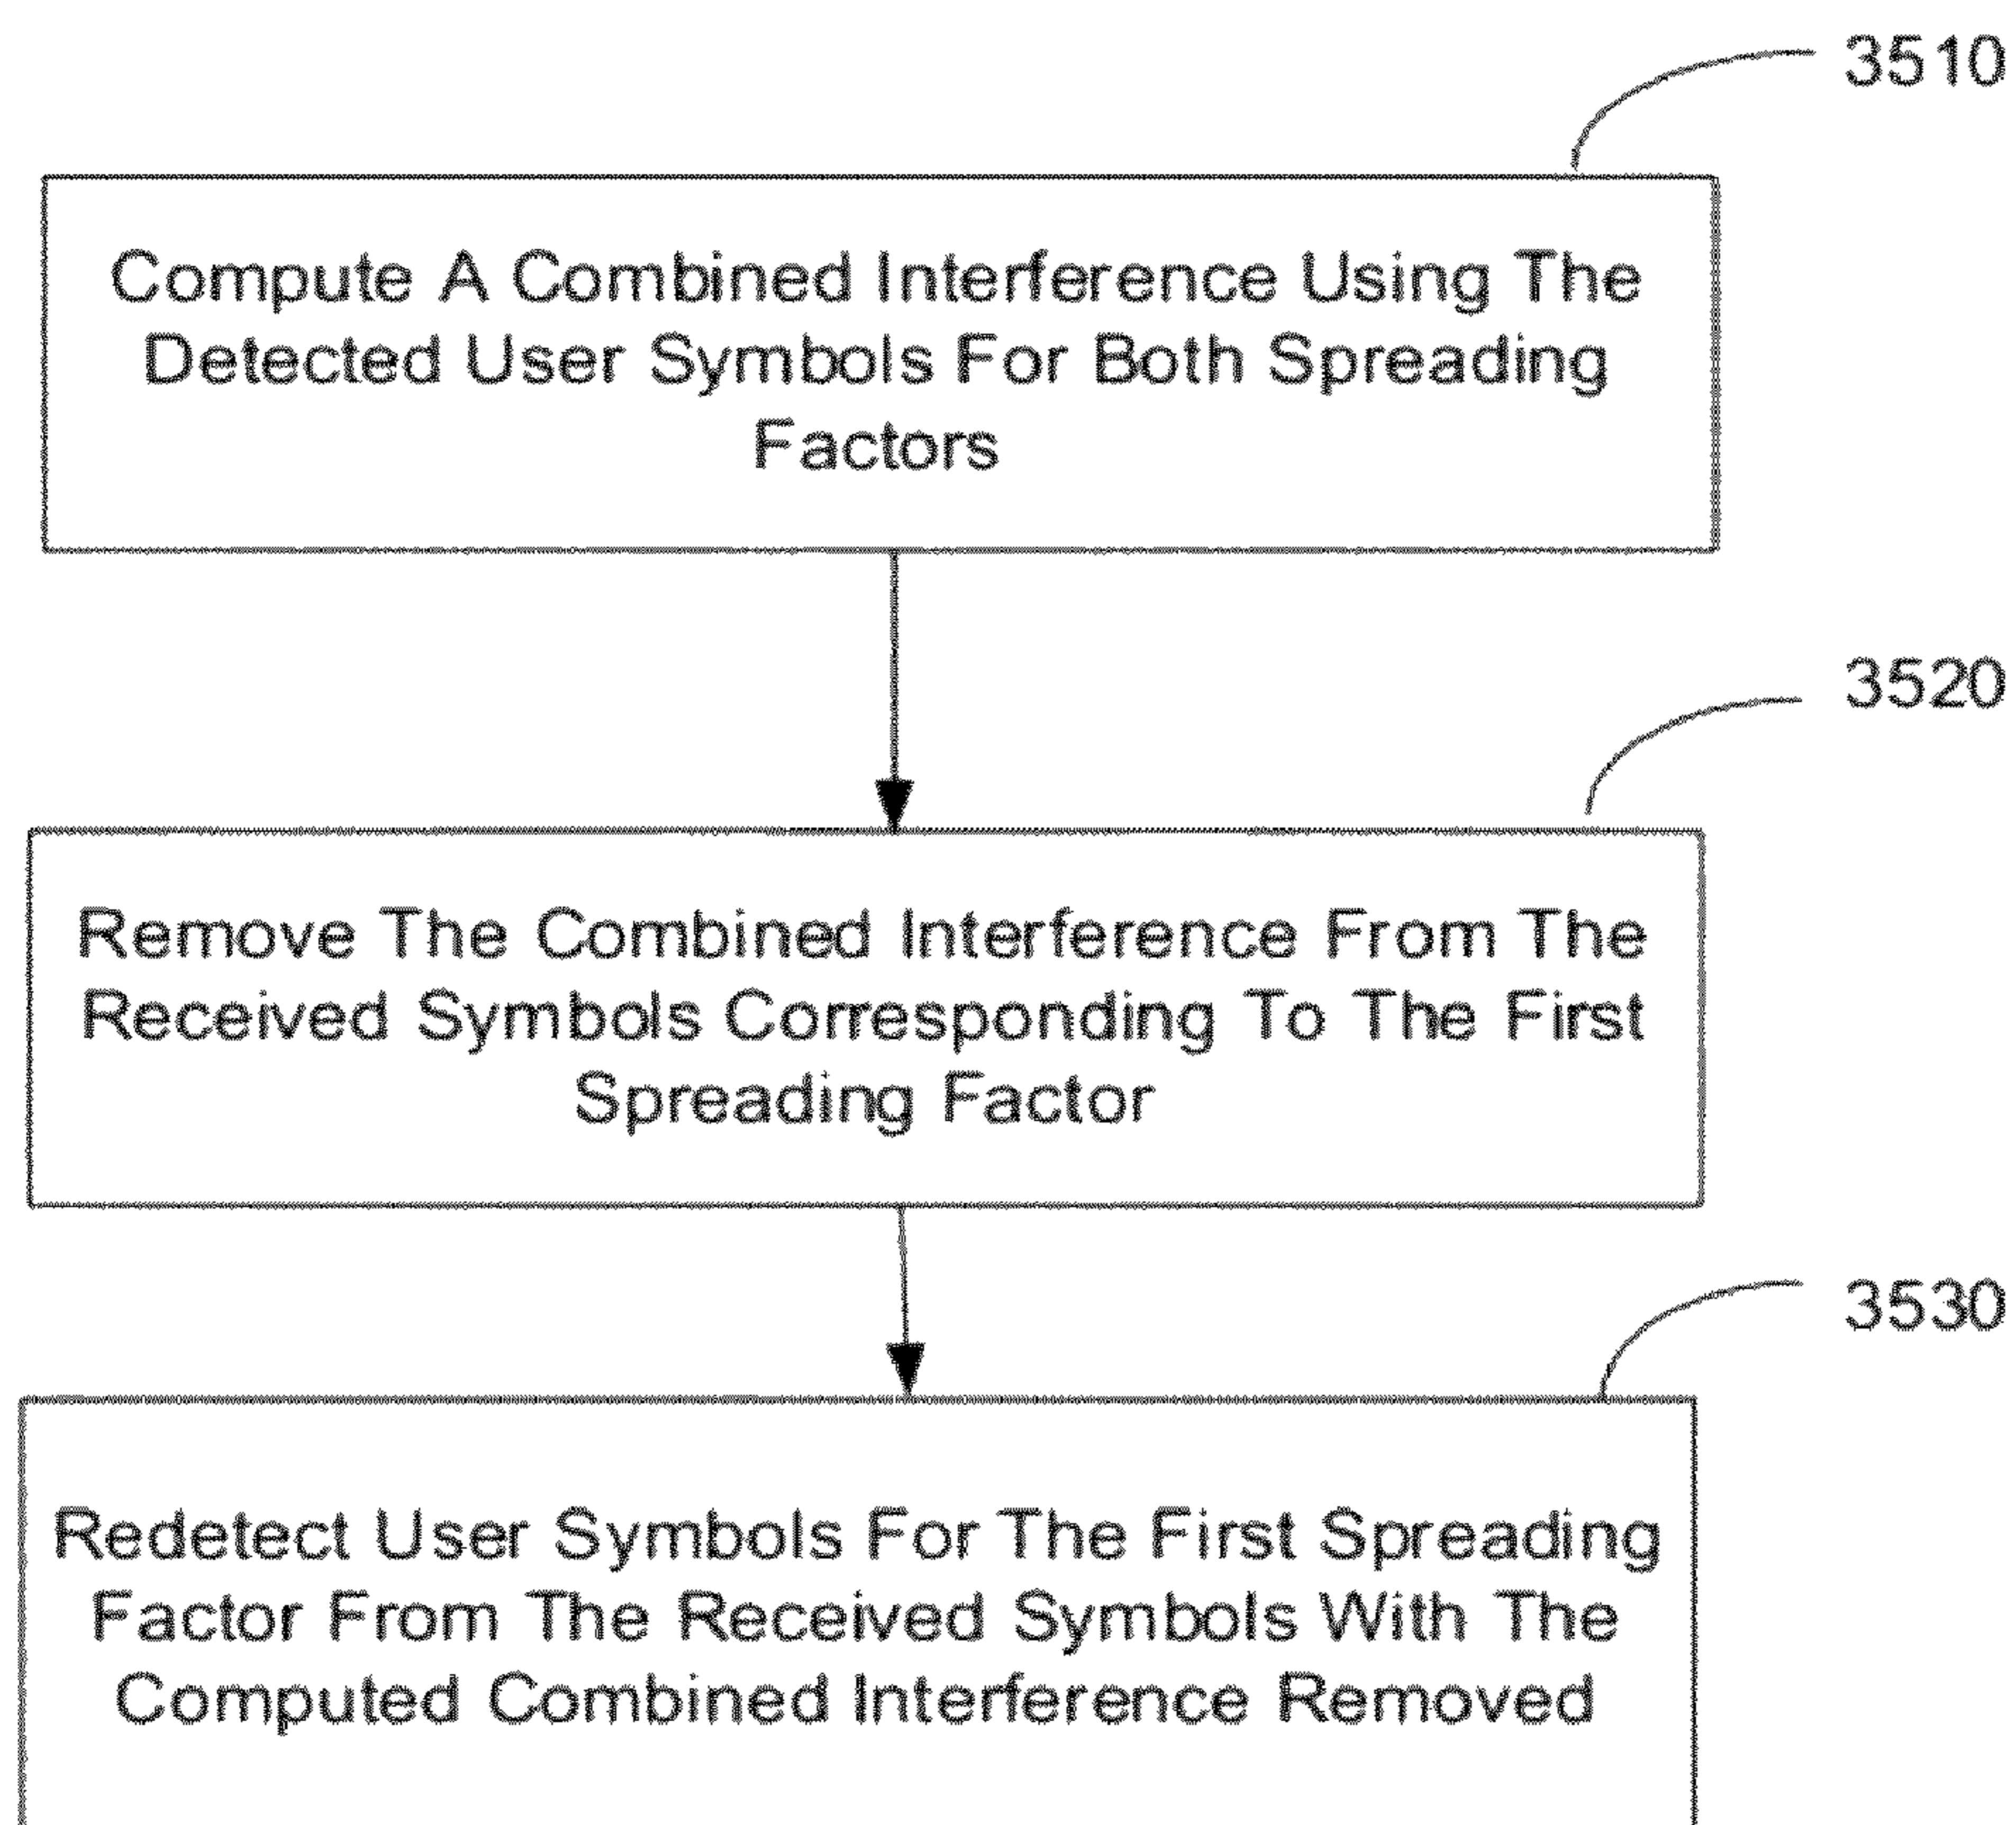 3510
Compute A Combined Interference Using The
Detected User Symbols For Both Spreading
Factors
3520
Remove The Combined Interference From The
Received Symbols Corresponding To The First
Spreading Factor
3530
Redetect User Symbols For The First Spreading
Factor From The Received Symbols With The
Computed Combined Interference Removed